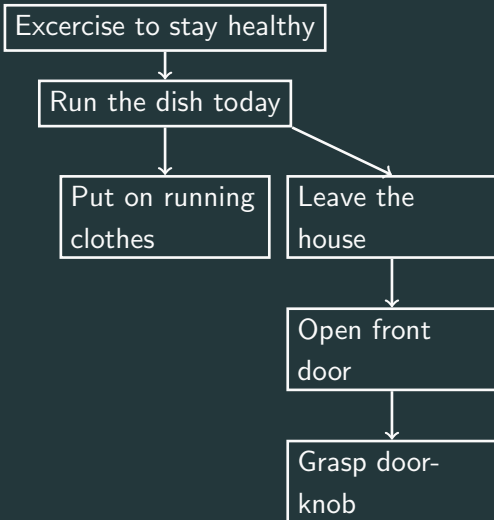 Excercise to stay healthy
Run the dish today
Put on running
clothes
Leave the
house
Open front
door
Grasp door-
knob